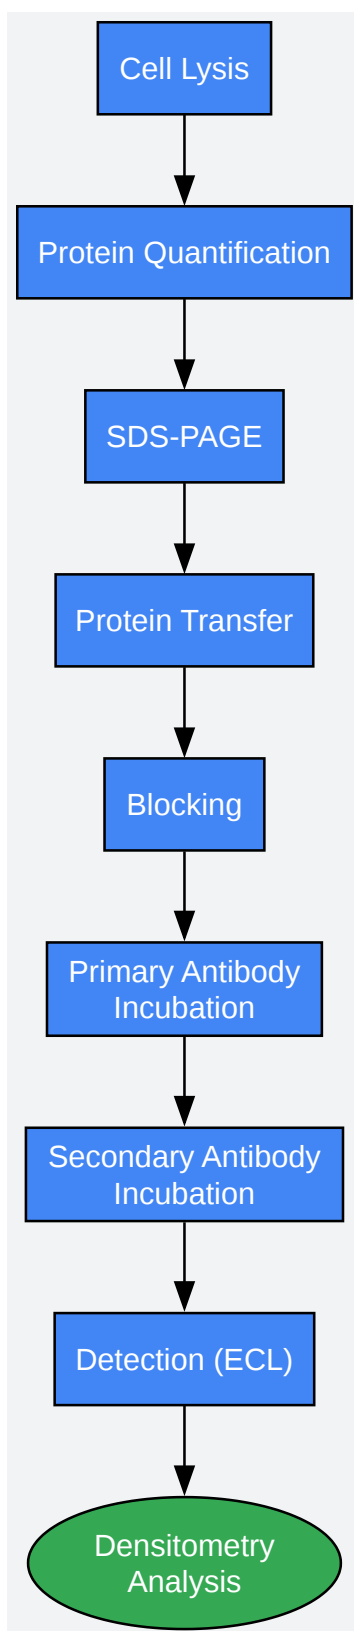 Cell Lysis
Protein Quantification
SDS-PAGE
Protein Transfer
Blocking
Primary Antibody
Incubation
Secondary Antibody
Incubation
Detection (ECL)
Densitometry
Analysis